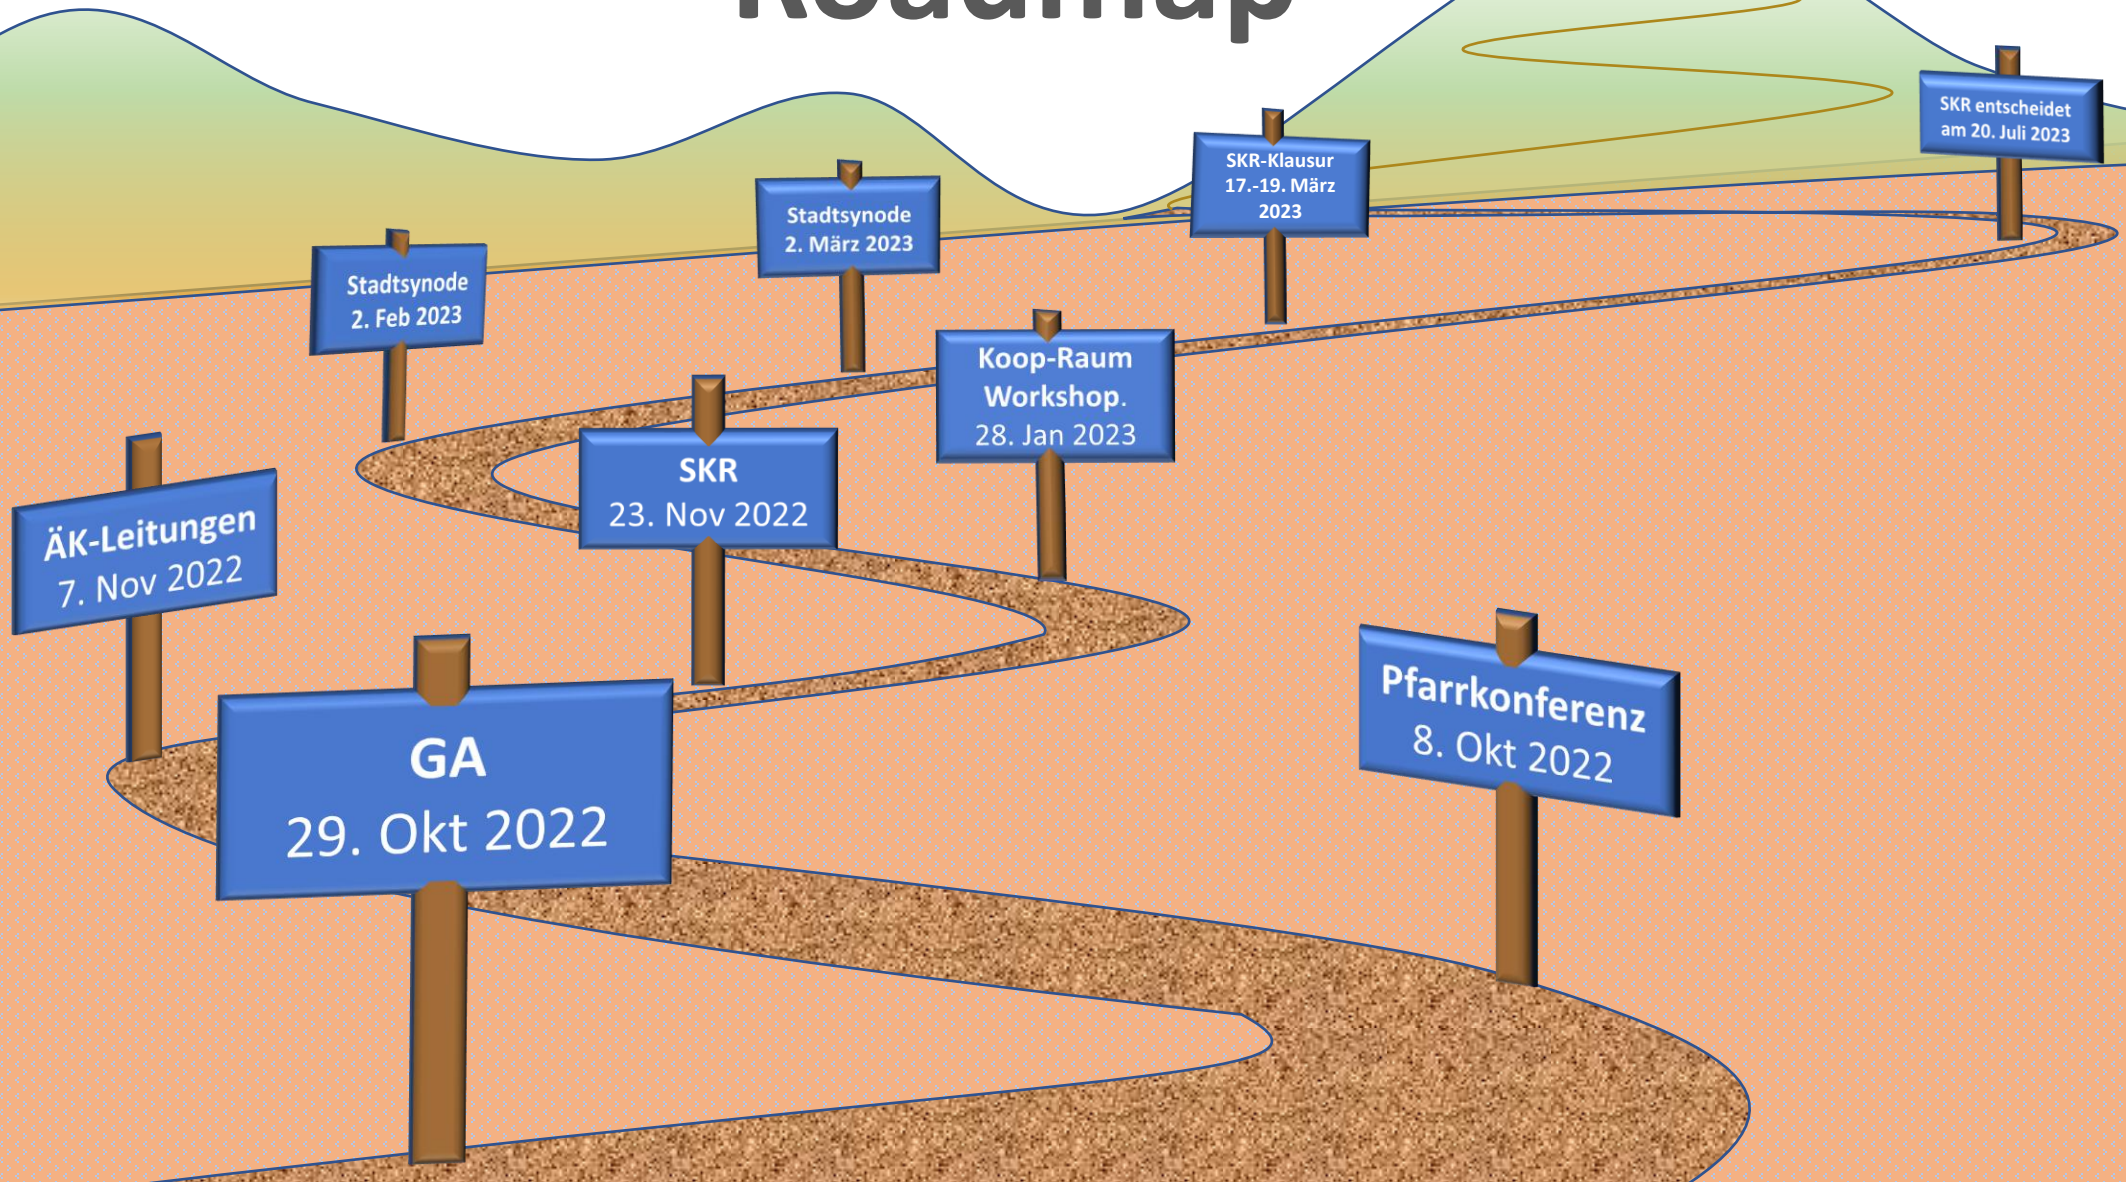 Roadmap
SKR entscheidet
am 20. Juli 2023
SKR-Klausur
17.-19. März
2023
Stadtsynode
2. März 2023
Stadtsynode
2. Feb 2023
Koop-Raum
Workshop.
28. Jan 2023
SKR
23. Nov 2022
ÄK-Leitungen
7. Nov 2022
Pfarrkonferenz
8. Okt 2022
GA
29. Okt 2022